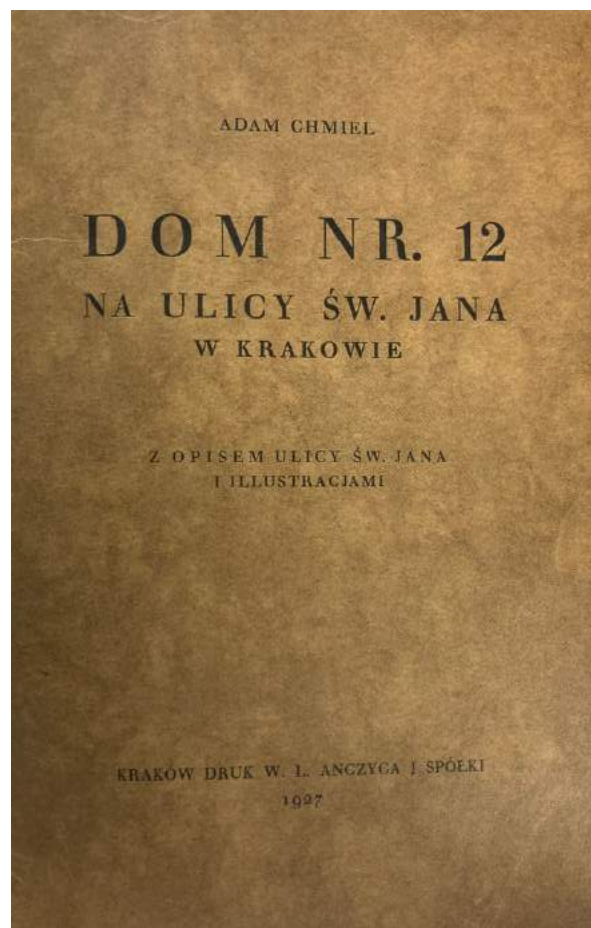 ADAM CHMIEL
DOM NR. 12
NA ULICY ŚW. JANA
W KRAKOWIE
Z OPISEM ULICY ŚW. JANA
I ILLUSTRACJAMI
KRAKÓW DRUK W. L. ANCZYCA I SPÓŁKI
1927